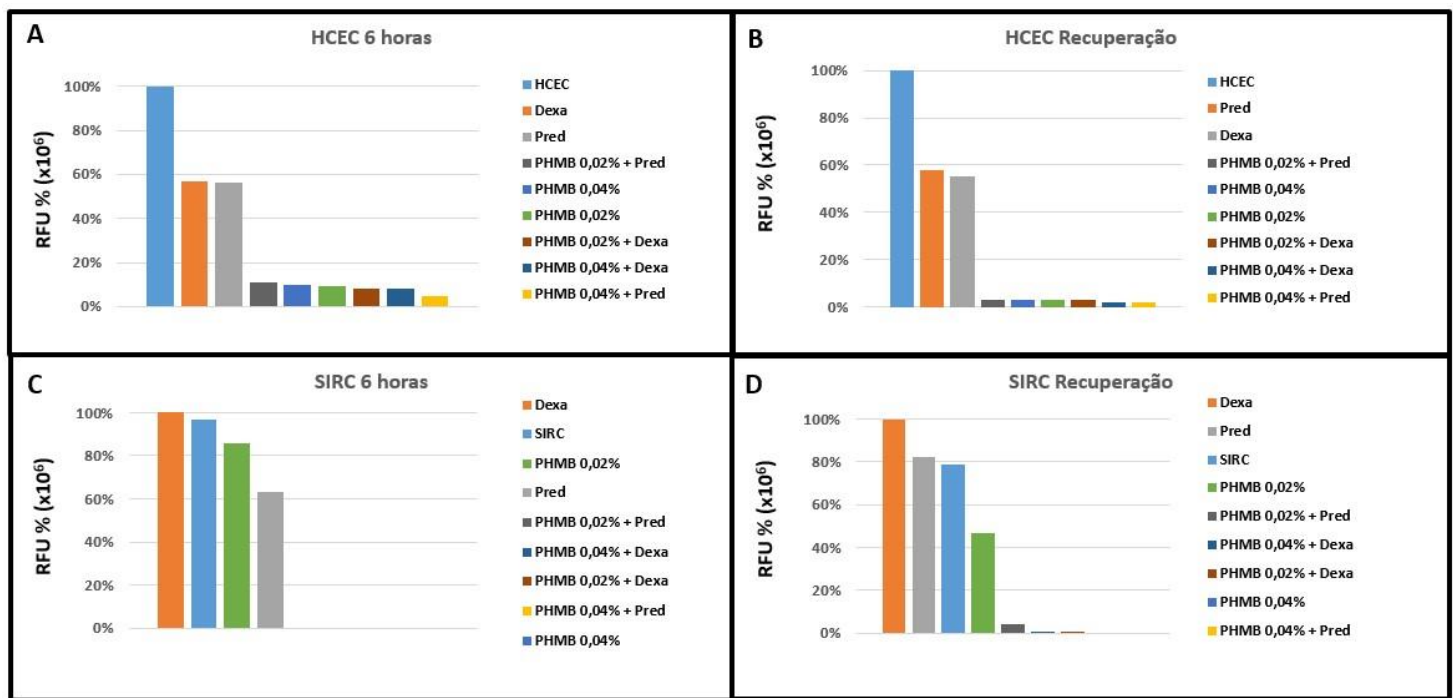 A
HCEC 6 horas
RFU % (x10⁶)
100%
80%
60%
40%
20%
0%
HCEC
Dexa
Pred
PHMB 0,02% + Pred
PHMB 0,04%
PHMB 0,02%
PHMB 0,02% + Dexa
PHMB 0,04% + Dexa
PHMB 0,04% + Pred
B
HCEC Recuperação
RFU % (x10⁶)
100%
80%
60%
40%
20%
0%
HCEC
Pred
Dexa
PHMB 0,02% + Pred
PHMB 0,04%
PHMB 0,02%
PHMB 0,02% + Dexa
PHMB 0,04% + Dexa
PHMB 0,04% + Pred
C
SIRC 6 horas
RFU % (x10⁶)
100%
80%
60%
40%
20%
0%
Dexa
SIRC
PHMB 0,02%
Pred
PHMB 0,02% + Pred
PHMB 0,04% + Dexa
PHMB 0,02% + Dexa
PHMB 0,04% + Pred
PHMB 0,04%
D
SIRC Recuperação
RFU % (x10⁶)
100%
80%
60%
40%
20%
0%
Dexa
Pred
SIRC
PHMB 0,02%
PHMB 0,02% + Pred
PHMB 0,04% + Dexa
PHMB 0,02% + Dexa
PHMB 0,04%
PHMB 0,04% + Pred